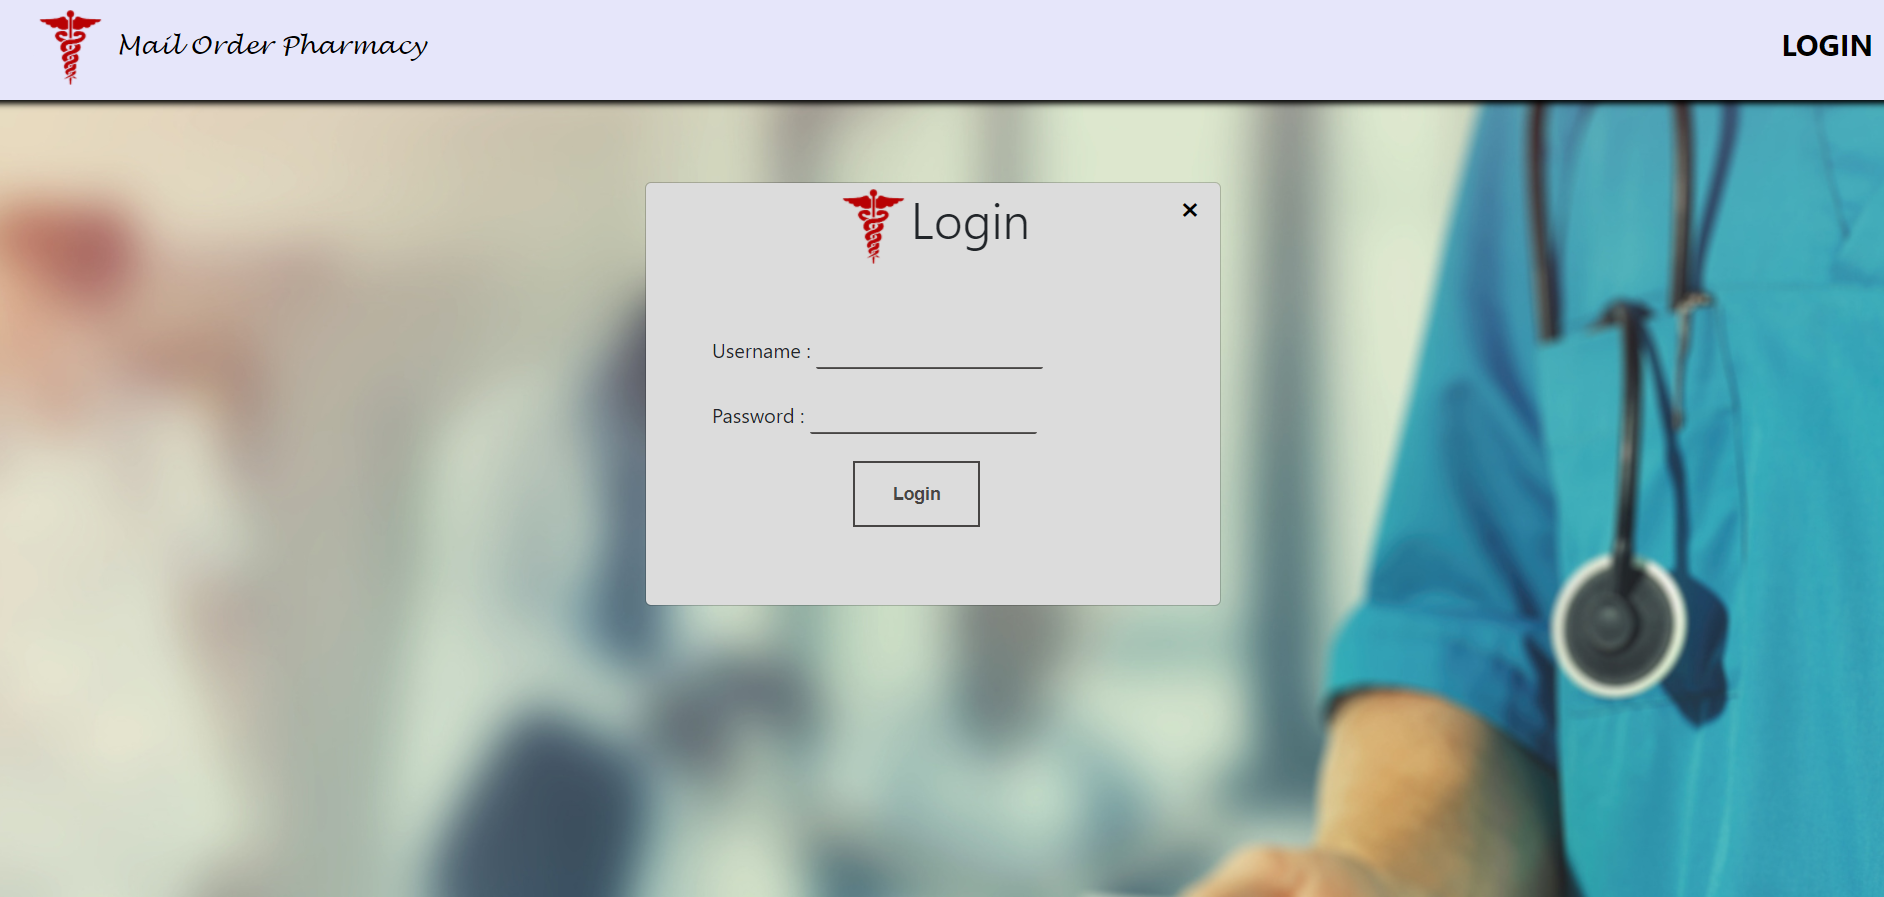 Mail Order Pharmacy
LOGIN
Login
×
Username :
Password :
Login